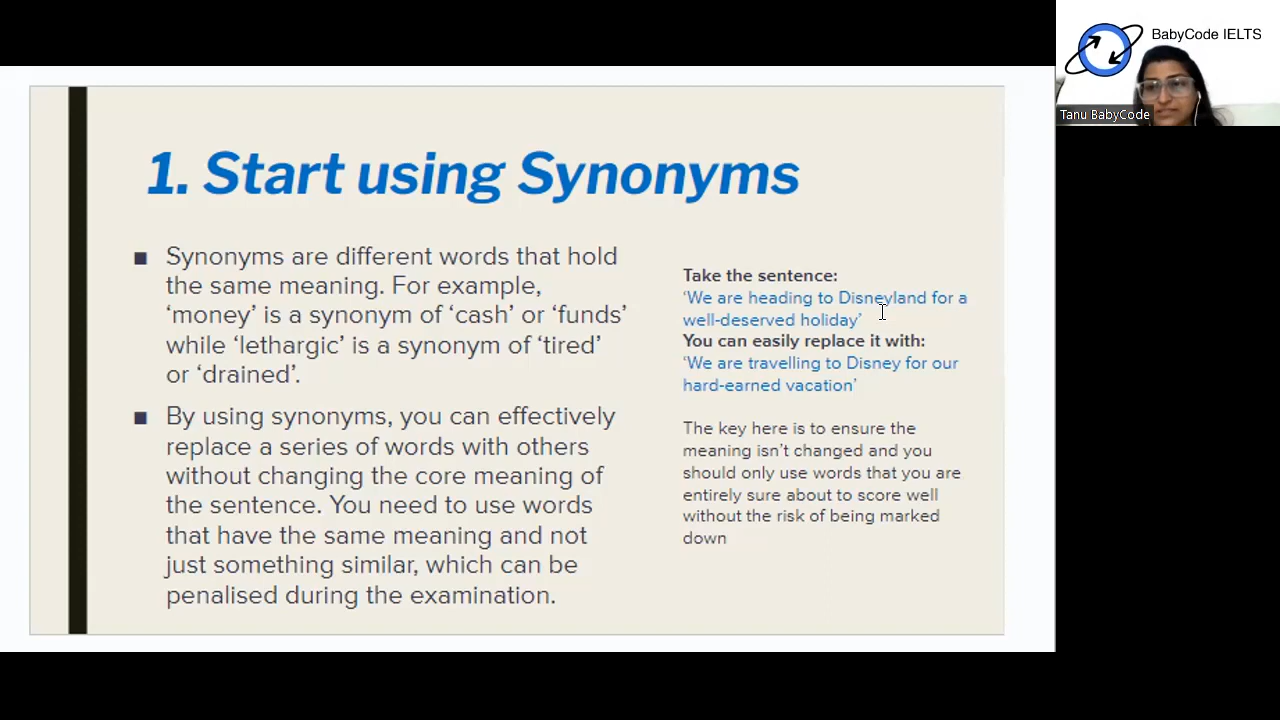 BabyCode IELTS
Tanu BabyCode
1. Start using Synonyms
■ Synonyms are different words that hold
the same meaning. For example,
‘money’ is a synonym of ‘cash’ or ‘funds’
while ‘lethargic’ is a synonym of ‘tired’
or ‘drained’.
■ By using synonyms, you can effectively
replace a series of words with others
without changing the core meaning of
the sentence. You need to use words
that have the same meaning and not
just something similar, which can be
penalised during the examination.
Take the sentence:
‘We are heading to Disneyland for a
well-deserved holiday’
You can easily replace it with:
‘We are travelling to Disney for our
hard-earned vacation’
The key here is to ensure the
meaning isn’t changed and you
should only use words that you are
entirely sure about to score well
without the risk of being marked
down